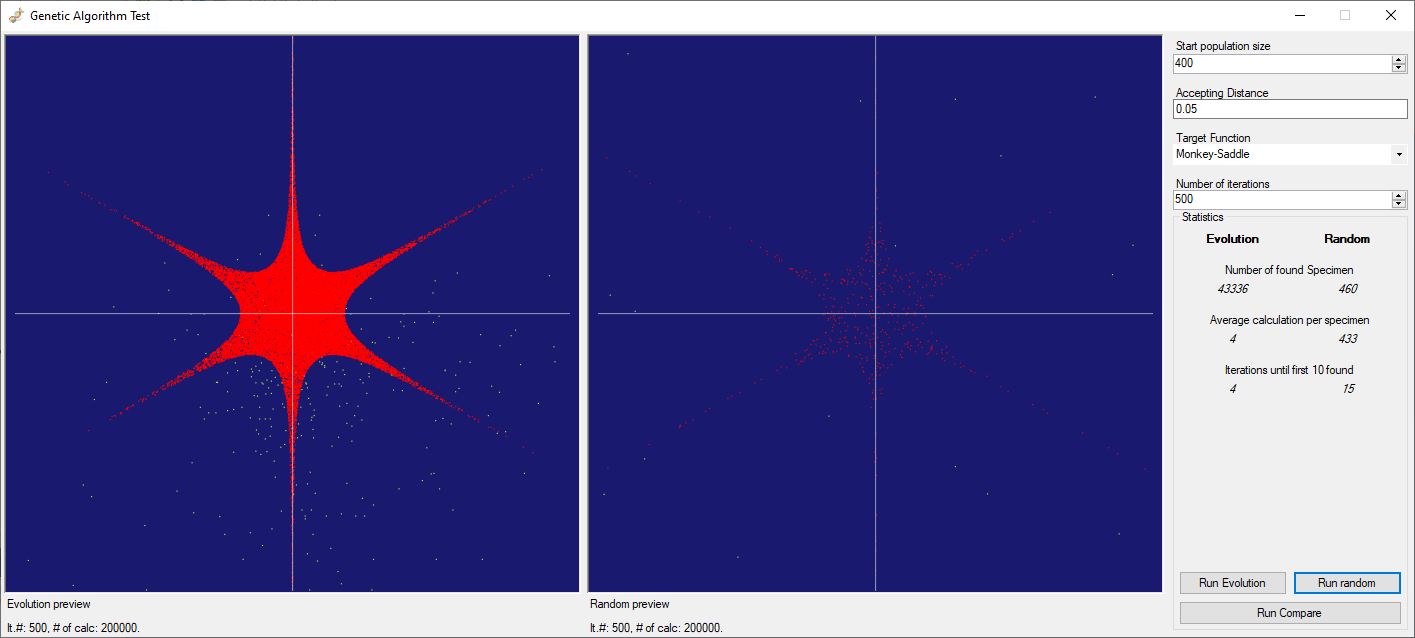 Genetic Algorithm Test
Start population size
400
Accepting Distance
0.05
Target Function
Monkey-Saddle
Number of iterations
500
Statistics
Evolution Random
Number of found Specimen
43336 460
Average calculation per specimen
4 433
Iterations until first 10 found
4 15
Run Evolution Run random
Run Compare
Evolution preview
It.#: 500, # of calc: 200000.
Random preview
It.#: 500, # of calc: 200000.